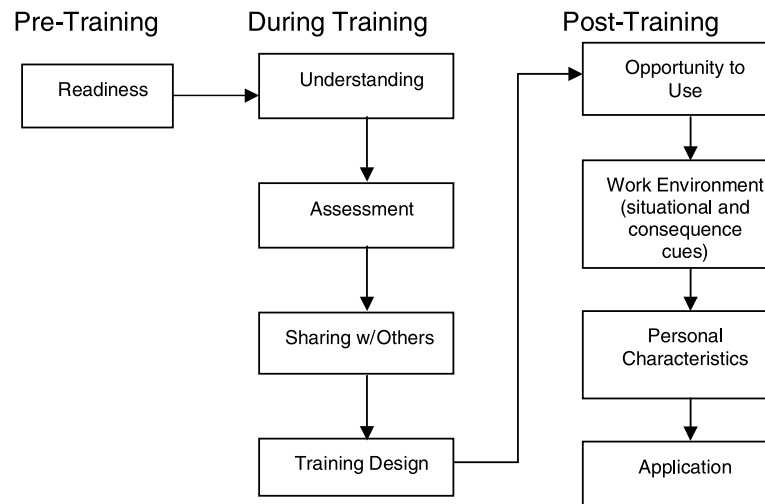 Pre-Training
During Training
Post-Training
Readiness
Understanding
Assessment
Sharing w/Others
Training Design
Opportunity to
Use
Work Environment
(situational and
consequence
cues)
Personal
Characteristics
Application